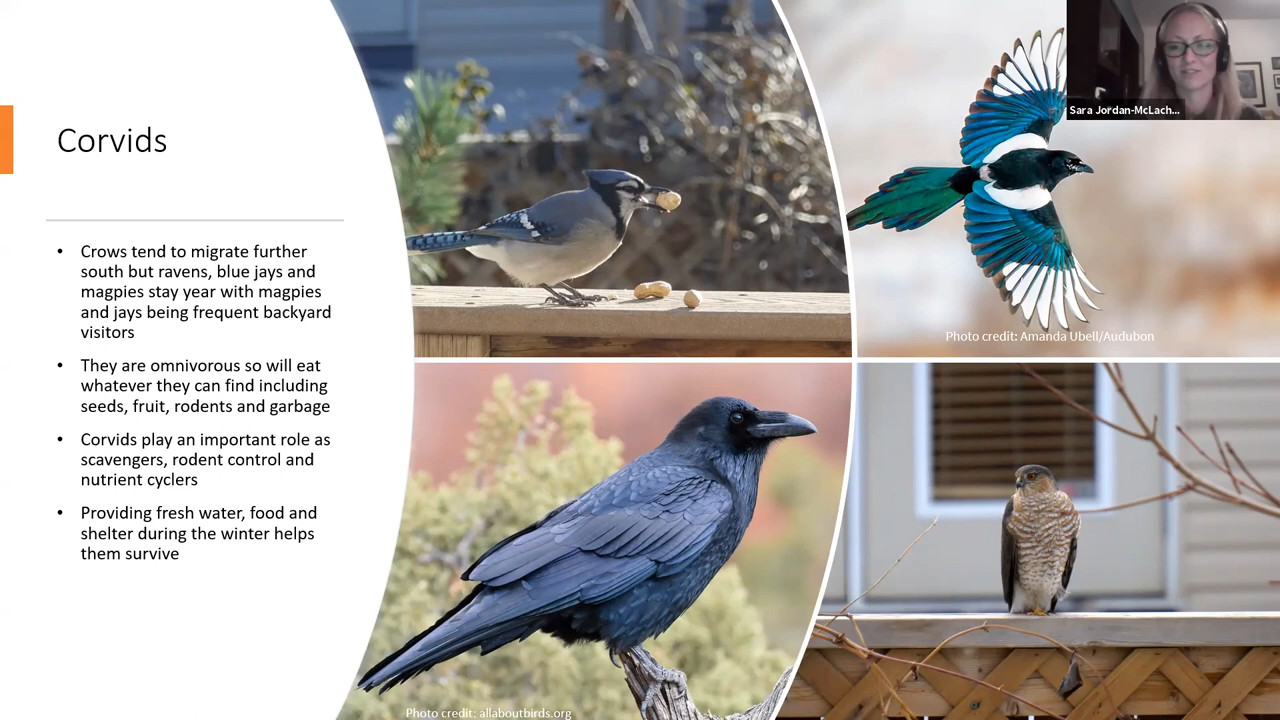 Corvids
• Crows tend to migrate further
south but ravens, blue jays and
magpies stay year with magpies
and jays being frequent backyard
visitors
• They are omnivorous so will eat
whatever they can find including
seeds, fruit, rodents and garbage
• Corvids play an important role as
scavengers, rodent control and
nutrient cyclers
• Providing fresh water, food and
shelter during the winter helps
them survive
Sara Jordan-McLach...
Photo credit: Amanda Ubell/Audubon
Photo credit: allaboutbirds.org